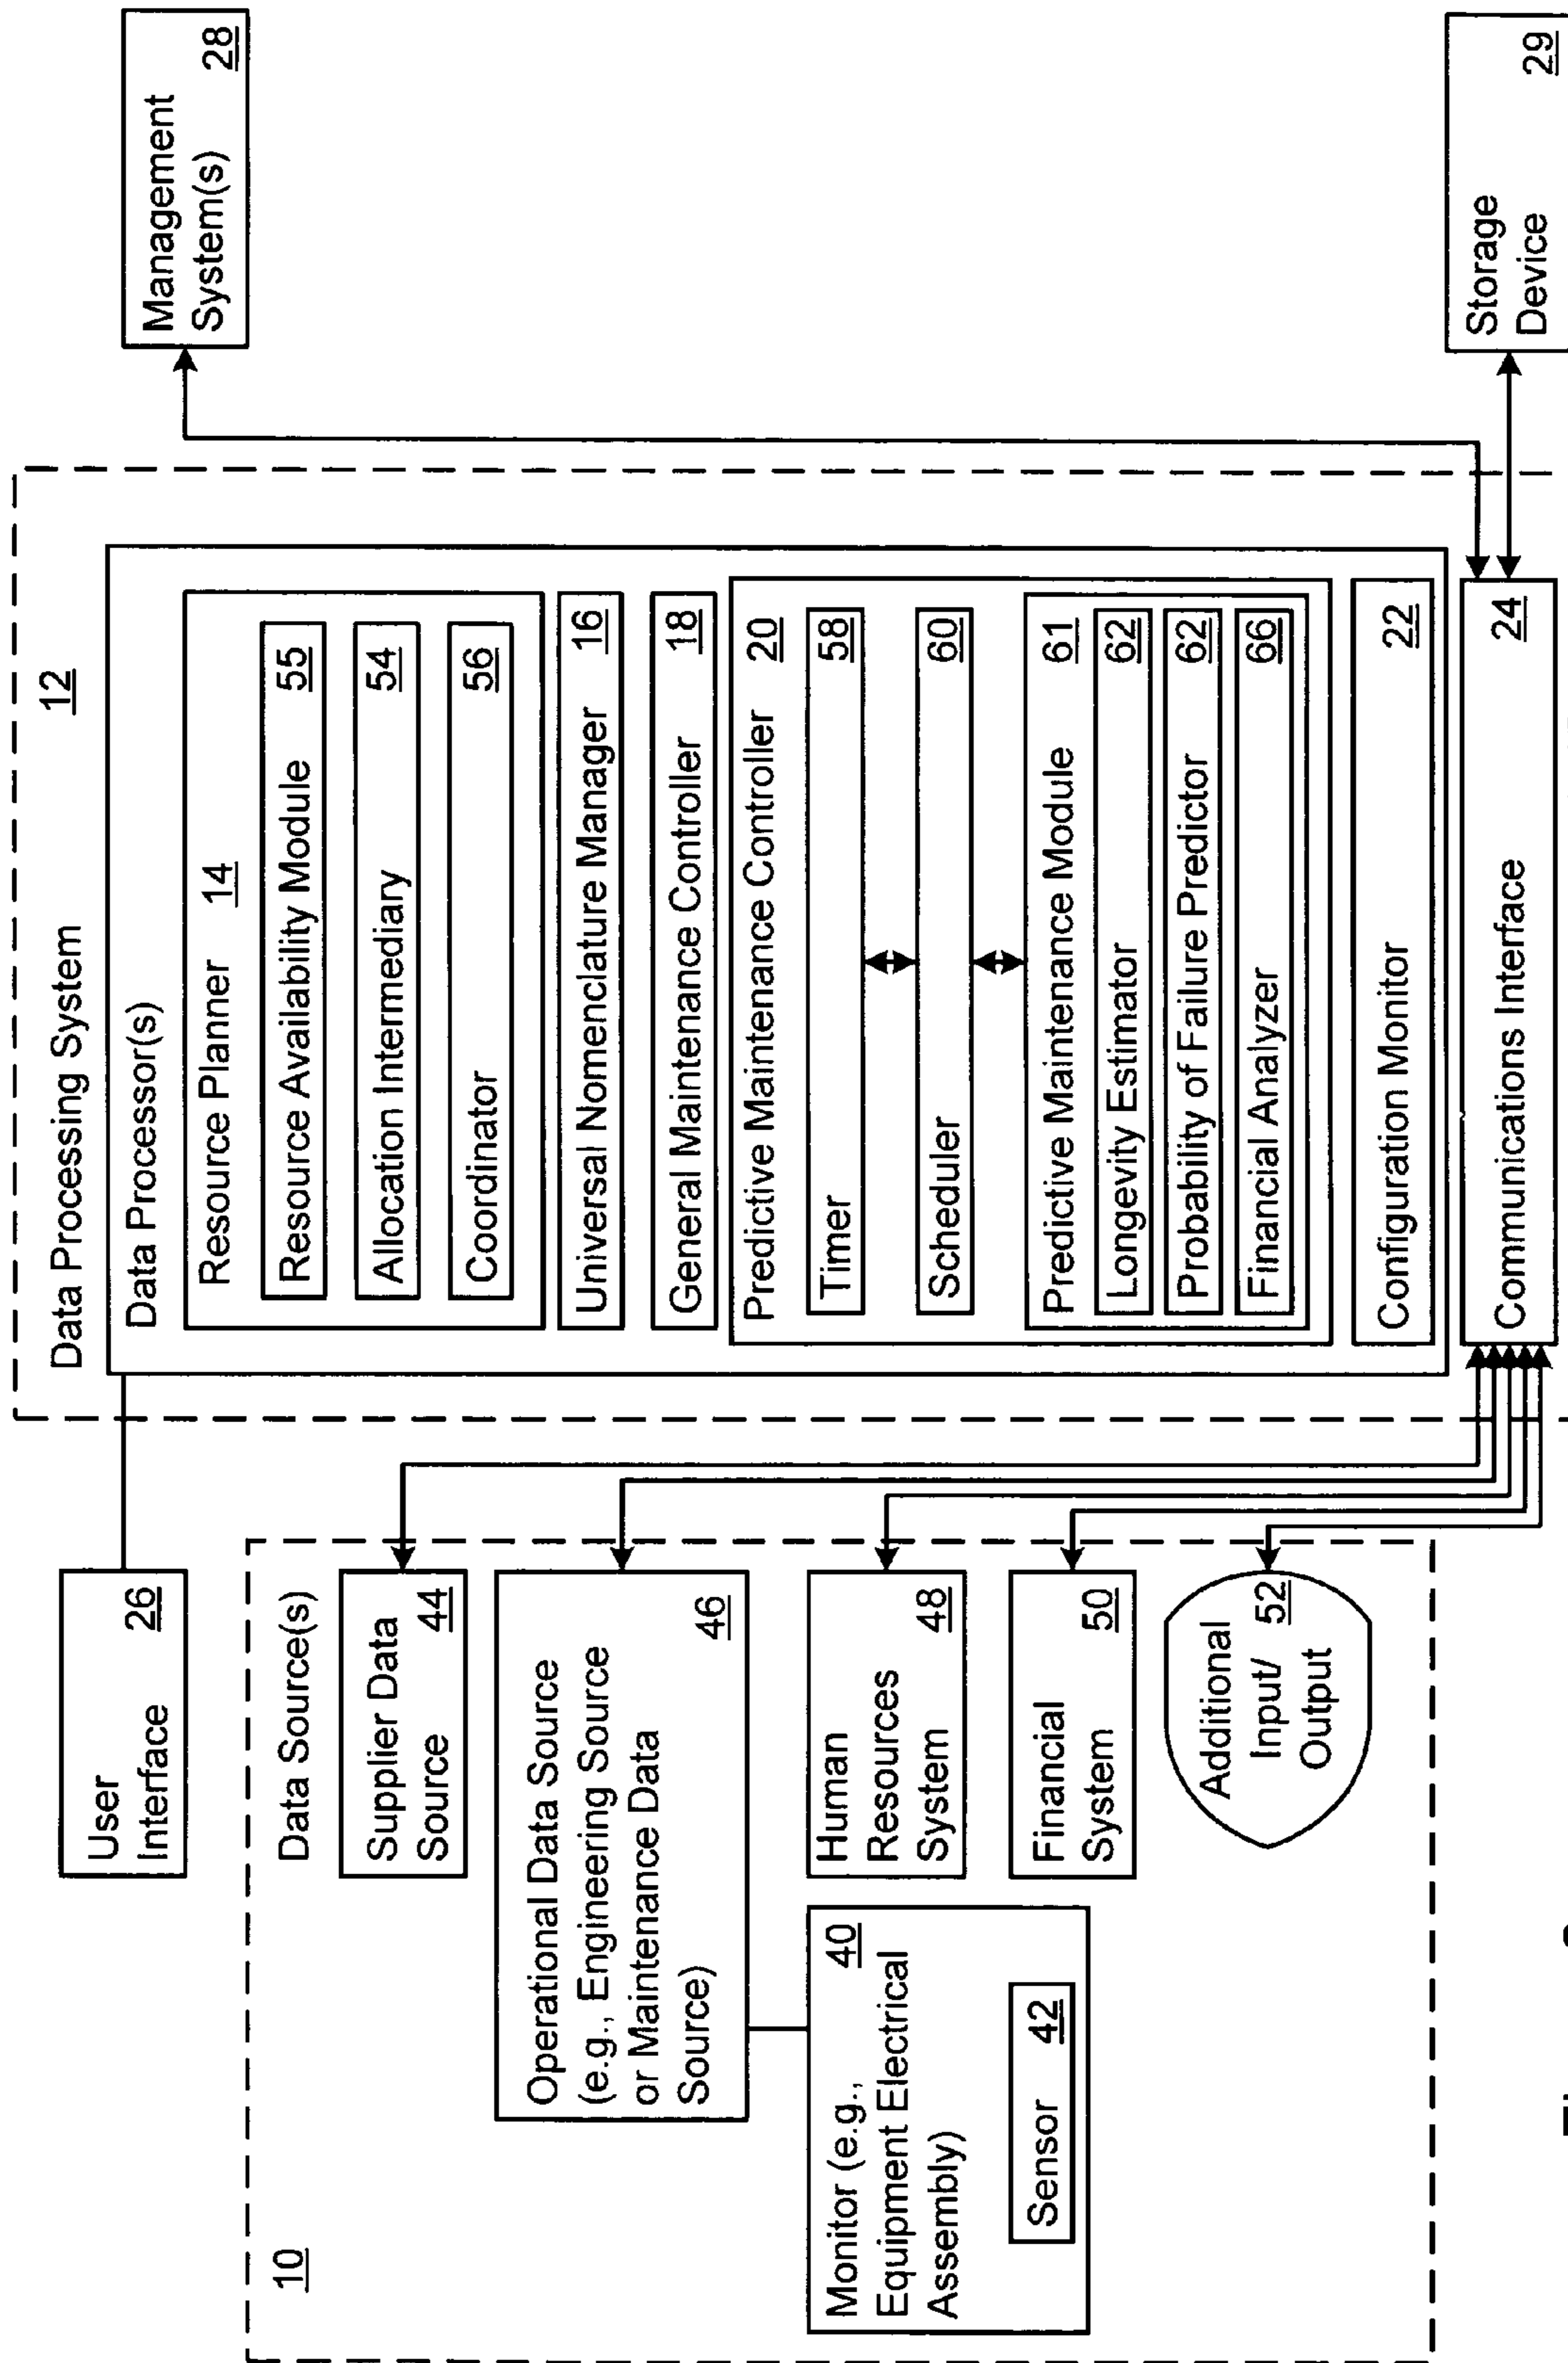 Data Processing System 12
Data Processor(s)
Resource Planner 14
Resource Availability Module 55
Allocation Intermediary 54
Coordinator 56
Universal Nomenclature Manager 16
General Maintenance Controller 18
Predictive Maintenance Controller 20
Timer 58
Scheduler 60
Predictive Maintenance Module 61
Longevity Estimator 62
Probability of Failure Predictor 62
Financial Analyzer 66
Configuration Monitor 22
Communications Interface 24
Management
System(s) 28
Storage
Device 29
User
Interface 26
10
Data Source(s)
Supplier Data
Source 44
Operational Data Source
(e.g., Engineering Source
or Maintenance Data
Source) 46
Monitor (e.g., 40
Equipment Electrical
Assembly)
Sensor 42
Human
Resources
System 48
Financial
System 50
Additional
Input/ 52
Output